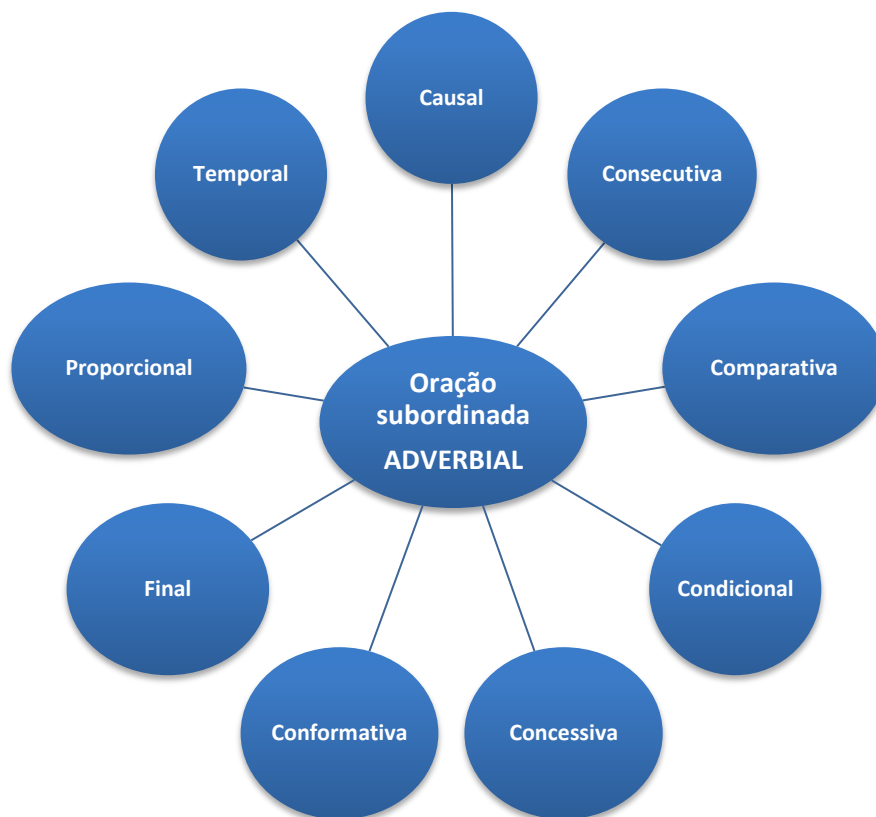 Causal
Temporal
Consecutiva
Proporcional
Comparativa
Oração
subordinada
ADVERBIAL
Final
Condicional
Conformativa
Concessiva